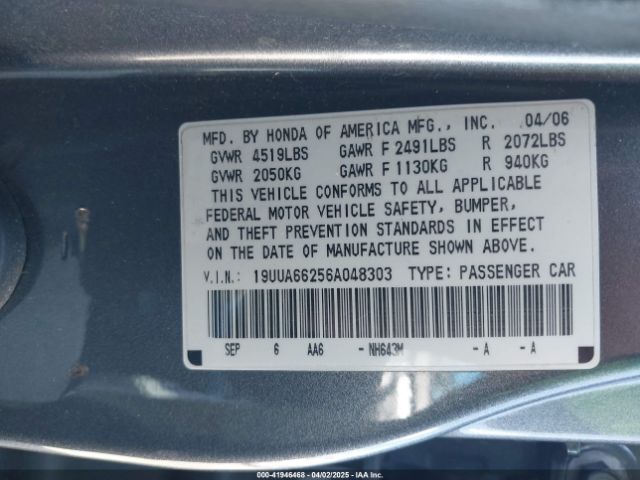 MFD. BY HONDA OF AMERICA MFG., INC. 04/06
GVWR 4519LBS GAWR F 2491LBS R 2072LBS
GVWR 2050KG GAWR F 1130KG R 940KG
THIS VEHICLE CONFORMS TO ALL APPLICABLE
FEDERAL MOTOR VEHICLE SAFETY, BUMPER,
AND THEFT PREVENTION STANDARDS IN EFFECT
ON THE DATE OF MANUFACTURE SHOWN ABOVE.
V.I.N.: 19UUA66256A048303 TYPE: PASSENGER CAR
SEP 6 AA6 - NH643M - A - A
000-41946468 - 04/02/2025 - IAAI.COM